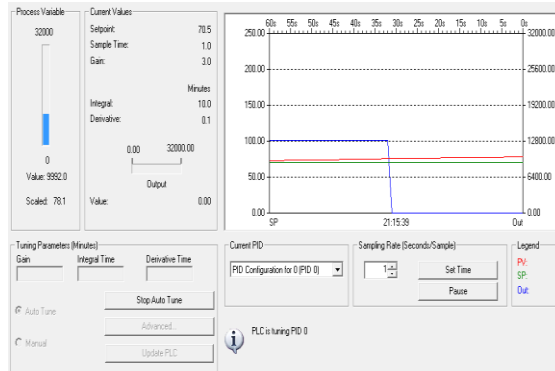 Process Variable
32000
0
Value: 9992.0
Scaled: 78.1
Current Values
Setpoint: 70.5
Sample Time: 1.0
Gain: 3.0
Minutes
Integral: 10.0
Derivative: 0.1
0.00 32000.00
Output
Value: 0.00
60s 55s 50s 45s 40s 35s 30s 25s 20s 15s 10s 5s 0s
250.00 32000.00
200.00 25600.00
150.00 19200.00
100.00 12800.00
50.00 6400.00
0.00 0.00
SP 21:15:39 Out
Tuning Parameters (Minutes)
Gain Integral Time Derivative Time
Auto Tune
Manual
Stop Auto Tune
Advanced...
Update PLC
Current PID
PID Configuration for 0 (PID 0)
Sampling Rate (Seconds/Sample)
1
Set Time
Pause
Legend
PV:
SP:
Out:
PLC is tuning PID 0